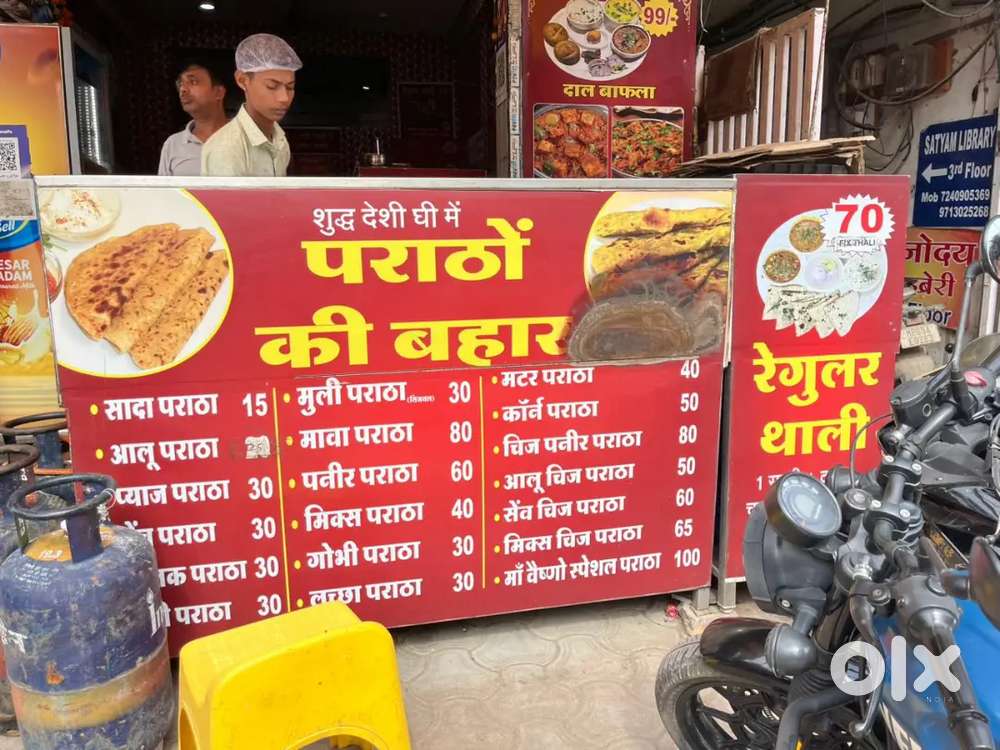 99/-
दाल बाफला
SATYAM LIBRARY
3rd Floor
Mob 7240905369
9713025268
शुद्ध देशी घी में
पराठों
की बहार
• सादा पराठा 15
• आलू पराठा
प्याज पराठा 30
पराठा 30
पराठा 30
पराठा 30
• मुली पराठा 30
• मावा पराठा 80
• पनीर पराठा 60
• मिक्स पराठा 40
• गोभी पराठा 30
• लच्छा पराठा 30
• मटर पराठा 40
• कॉर्न पराठा 50
• चिज पनीर पराठा 80
• आलू चिज पराठा 50
• सेंव चिज पराठा 60
• मिक्स चिज पराठा 65
• माँ वैष्णो स्पेशल पराठा 100
70
FIX THALI
रेगुलर
थाली
1
olx
INDIA